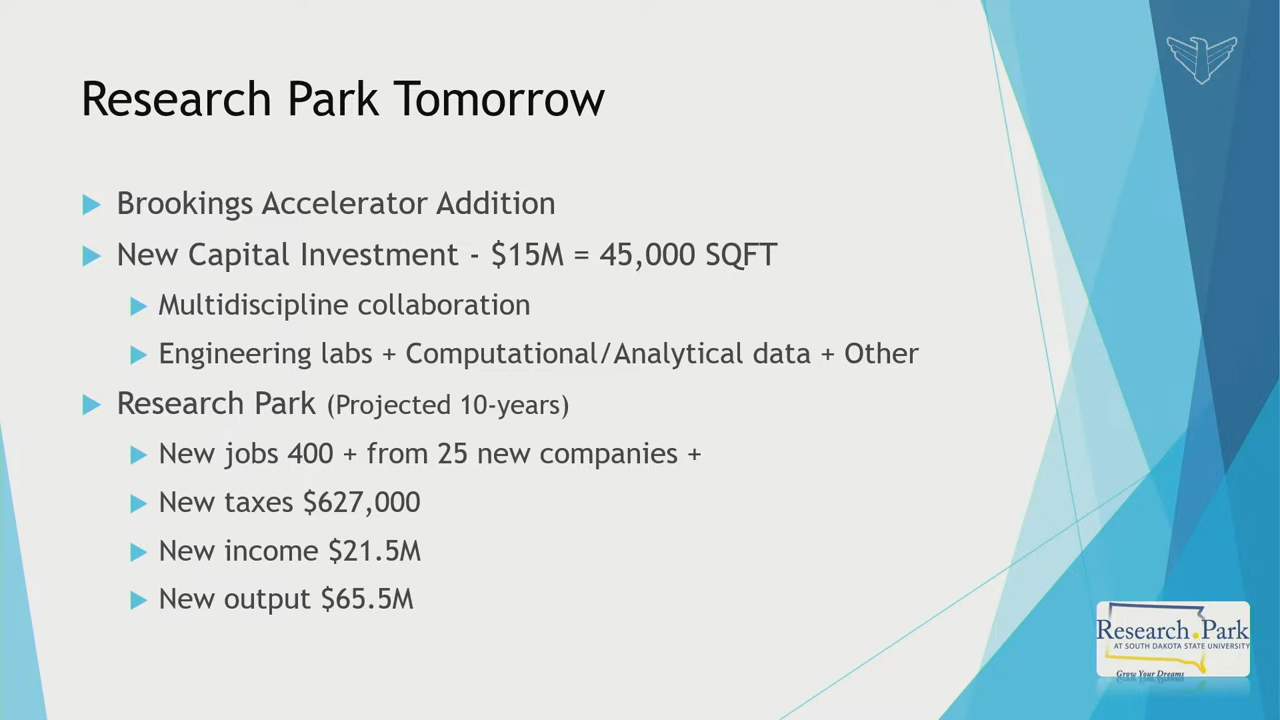 Research Park Tomorrow
Brookings Accelerator Addition
New Capital Investment - $15M = 45,000 SQFT
Multidiscipline collaboration
Engineering labs + Computational/Analytical data + Other
Research Park (Projected 10-years)
New jobs 400 + from 25 new companies +
New taxes $627,000
New income $21.5M
New output $65.5M
Research.Park
AT SOUTH DAKOTA STATE UNIVERSITY
Grow Your Dreams